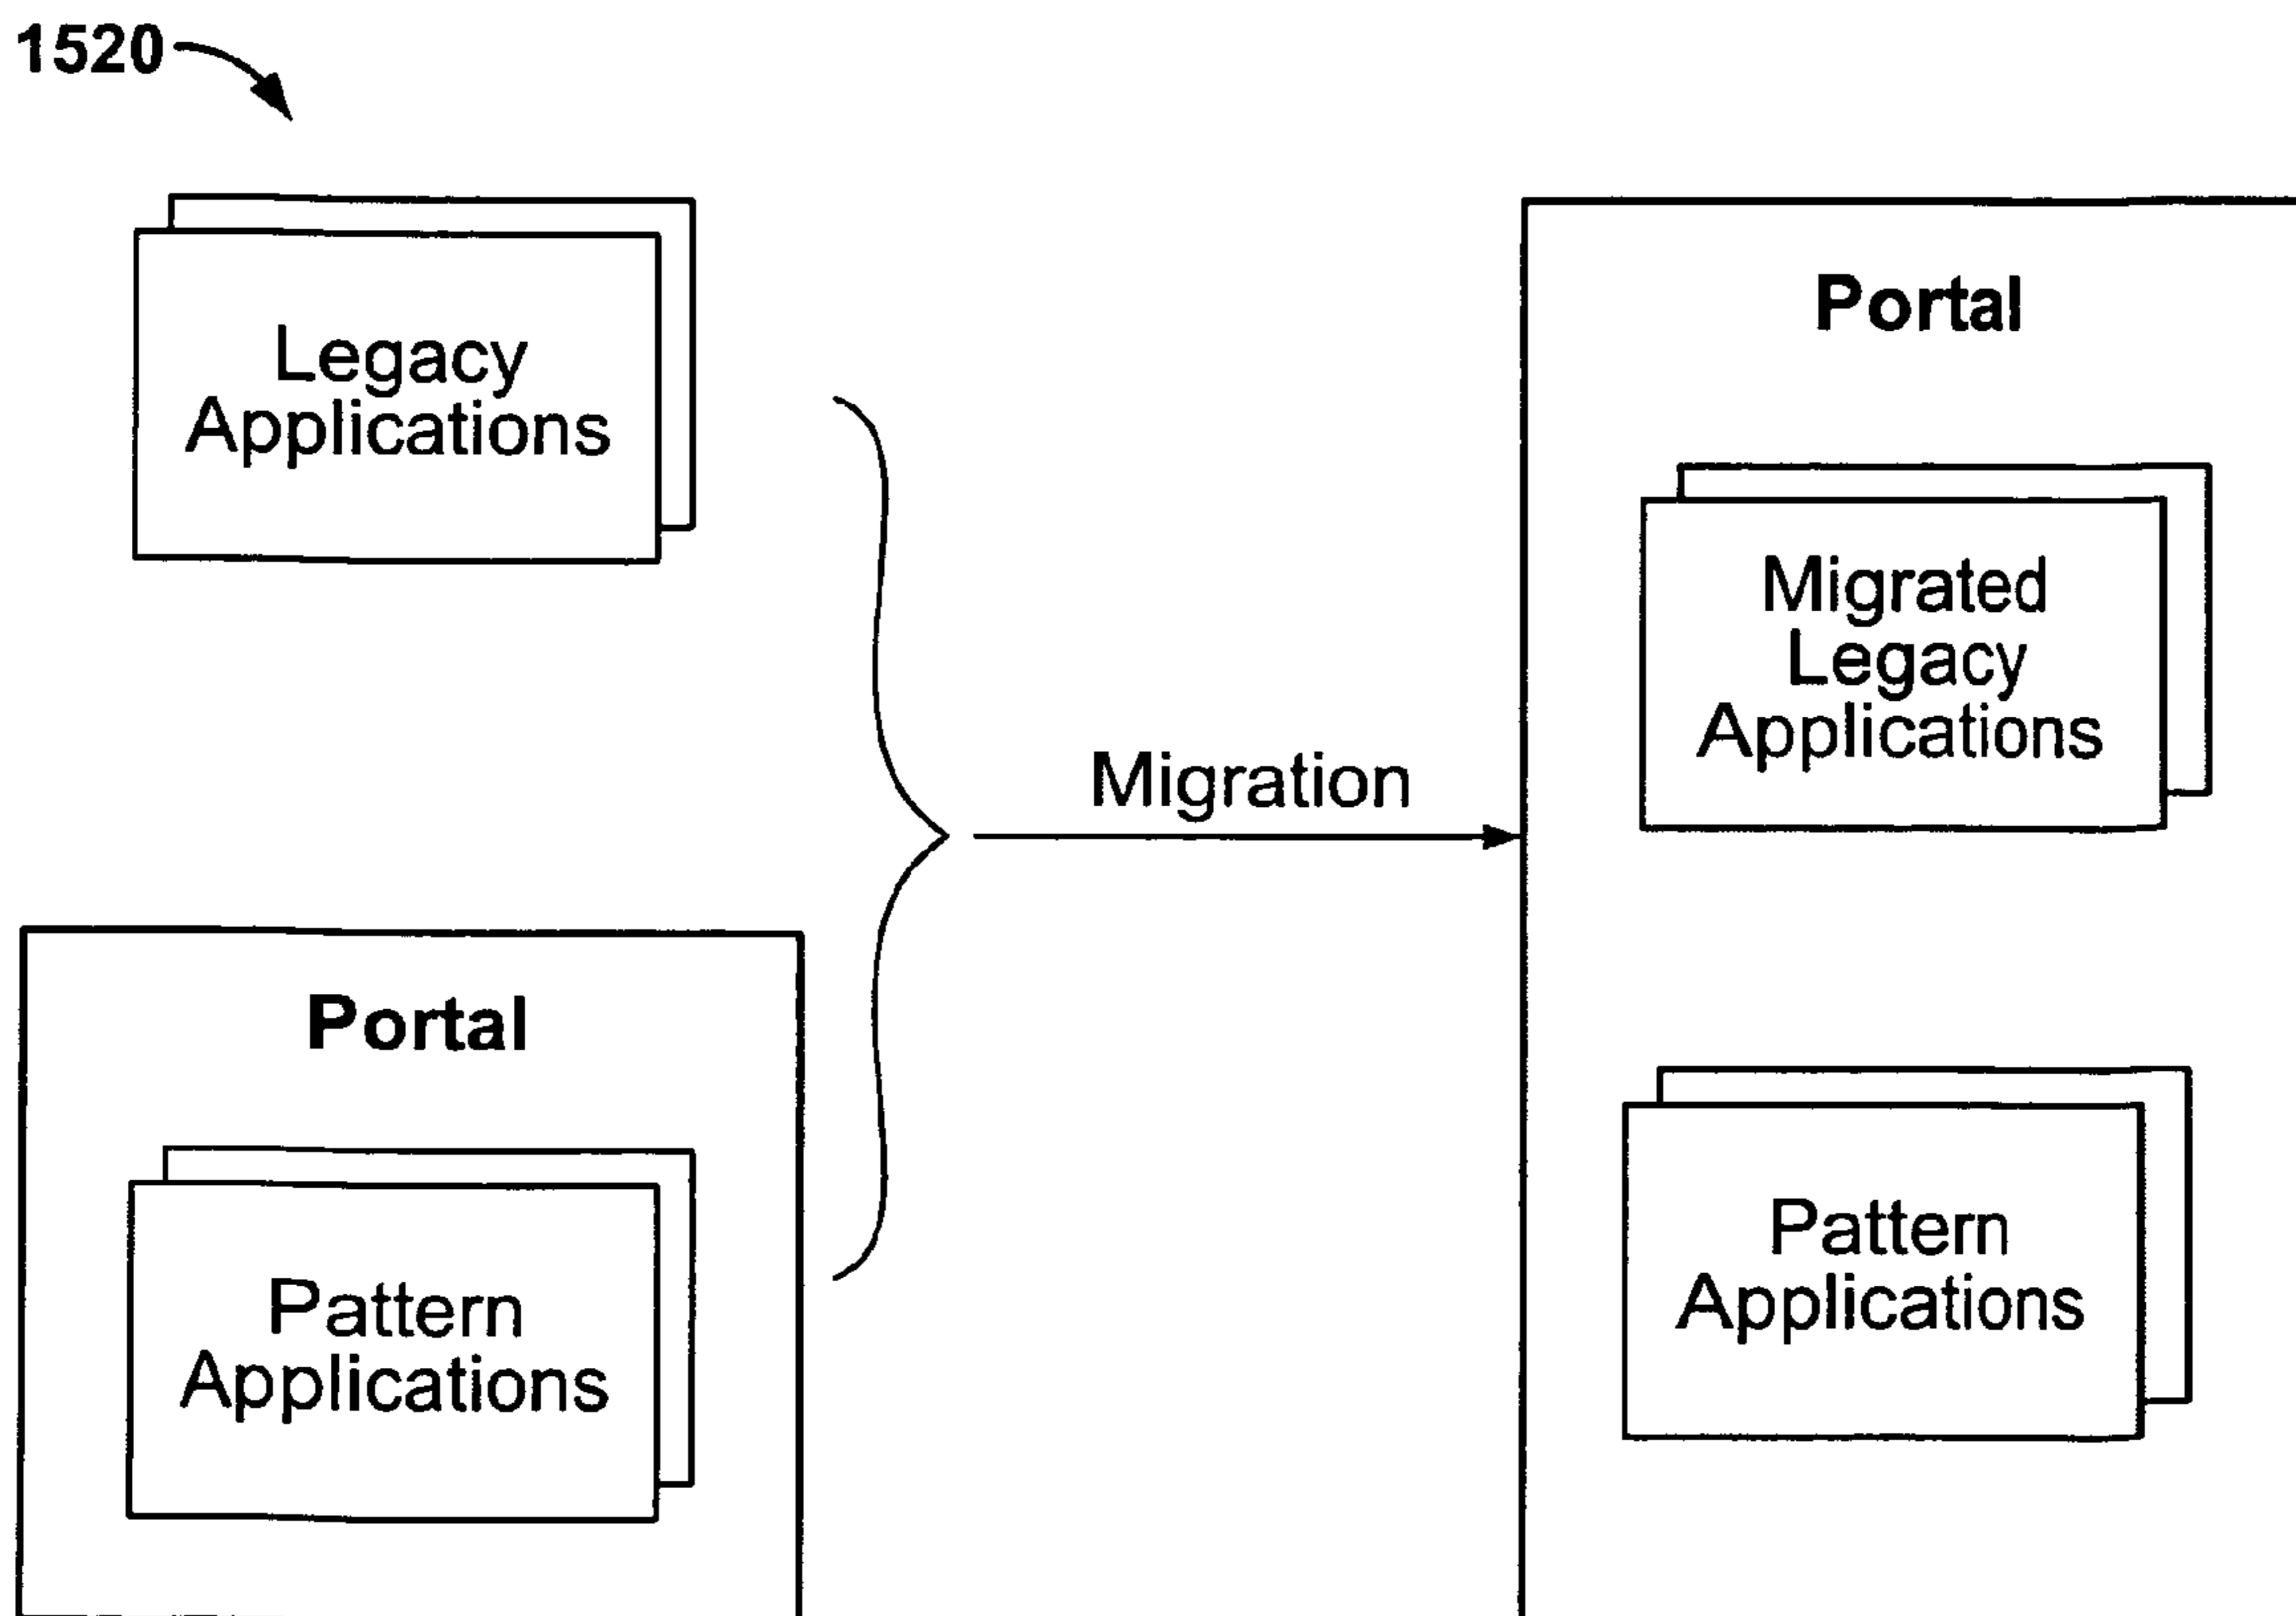 1520
Legacy
Applications
Portal
Pattern
Applications
Migration
Portal
Migrated
Legacy
Applications
Pattern
Applications